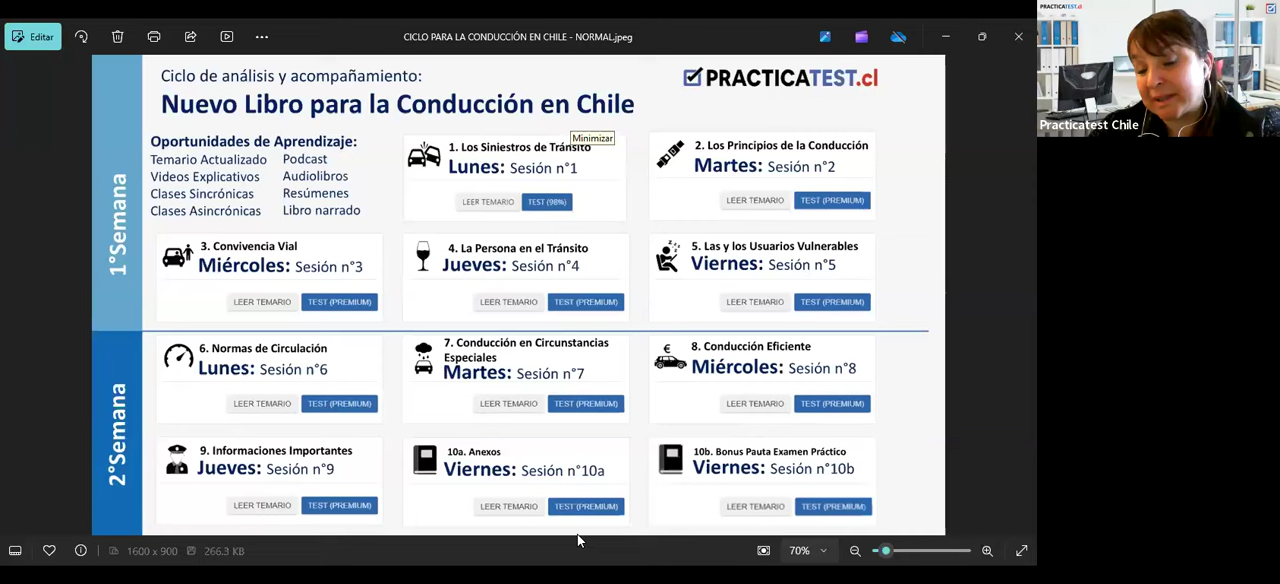 Editar
CICLO PARA LA CONDUCCIÓN EN CHILE - NORMAL.jpeg
PRACTICATEST.cl
Practicatest Chile
Ciclo de análisis y acompañamiento:
Nuevo Libro para la Conducción en Chile
PRACTICATEST.cl
Minimizar
1°Semana
Oportunidades de Aprendizaje:
Temario Actualizado
Videos Explicativos
Clases Sincrónicas
Clases Asincrónicas
Podcast
Audiolibros
Resúmenes
Libro narrado
1. Los Siniestros de Tránsito
Lunes: Sesión n°1
LEER TEMARIO TEST (98%)
2. Los Principios de la Conducción
Martes: Sesión n°2
LEER TEMARIO TEST (PREMIUM)
3. Convivencia Vial
Miércoles: Sesión n°3
LEER TEMARIO TEST (PREMIUM)
4. La Persona en el Tránsito
Jueves: Sesión n°4
LEER TEMARIO TEST (PREMIUM)
5. Las y los Usuarios Vulnerables
Viernes: Sesión n°5
LEER TEMARIO TEST (PREMIUM)
2°Semana
6. Normas de Circulación
Lunes: Sesión n°6
LEER TEMARIO TEST (PREMIUM)
7. Conducción en Circunstancias
Especiales
Martes: Sesión n°7
LEER TEMARIO TEST (PREMIUM)
€
8. Conducción Eficiente
Miércoles: Sesión n°8
LEER TEMARIO TEST (PREMIUM)
9. Informaciones Importantes
Jueves: Sesión n°9
LEER TEMARIO TEST (PREMIUM)
10a. Anexos
Viernes: Sesión n°10a
LEER TEMARIO TEST (PREMIUM)
10b. Bonus Pauta Examen Práctico
Viernes: Sesión n°10b
LEER TEMARIO TEST (PREMIUM)
1600 x 900 266.3 KB
70%